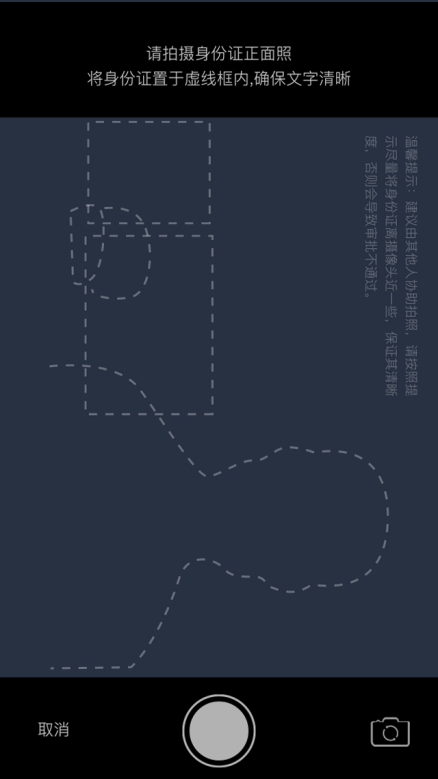 请拍摄身份证正面照
将身份证置于虚线框内,确保文字清晰
温馨提示：建议由其他人协助拍照，请按照提
示尽量将身份证离摄像头近一些，保证其清晰
度，否则会导致审批不通过。
取消